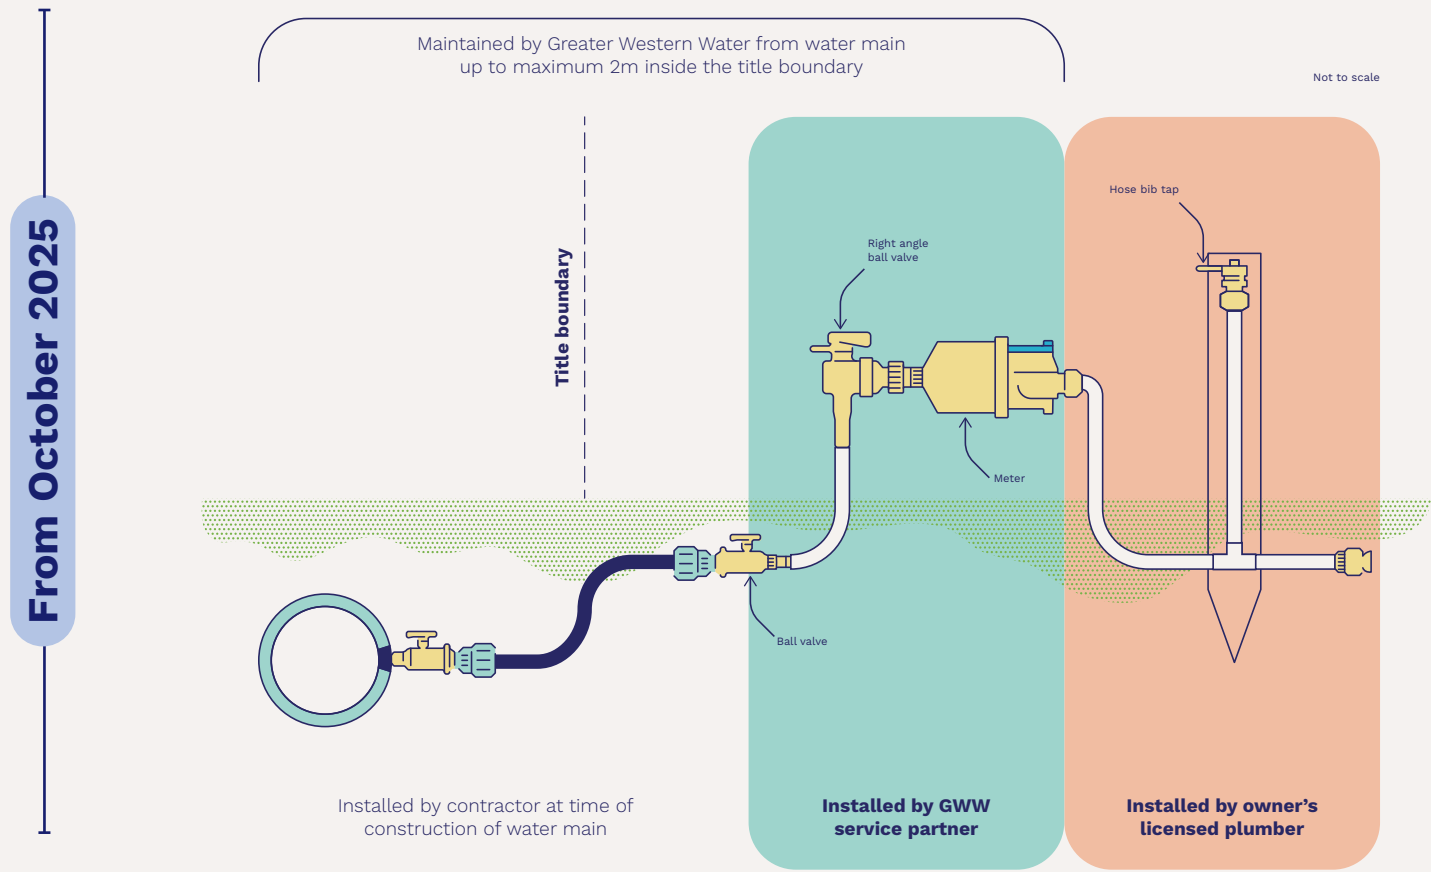 From October 2025
Maintained by Greater Western Water from water main
up to maximum 2m inside the title boundary
Not to scale
Title boundary
Hose bib tap
Right angle
ball valve
Meter
Ball valve
Installed by contractor at time of
construction of water main
Installed by GWW
service partner
Installed by owner’s
licensed plumber